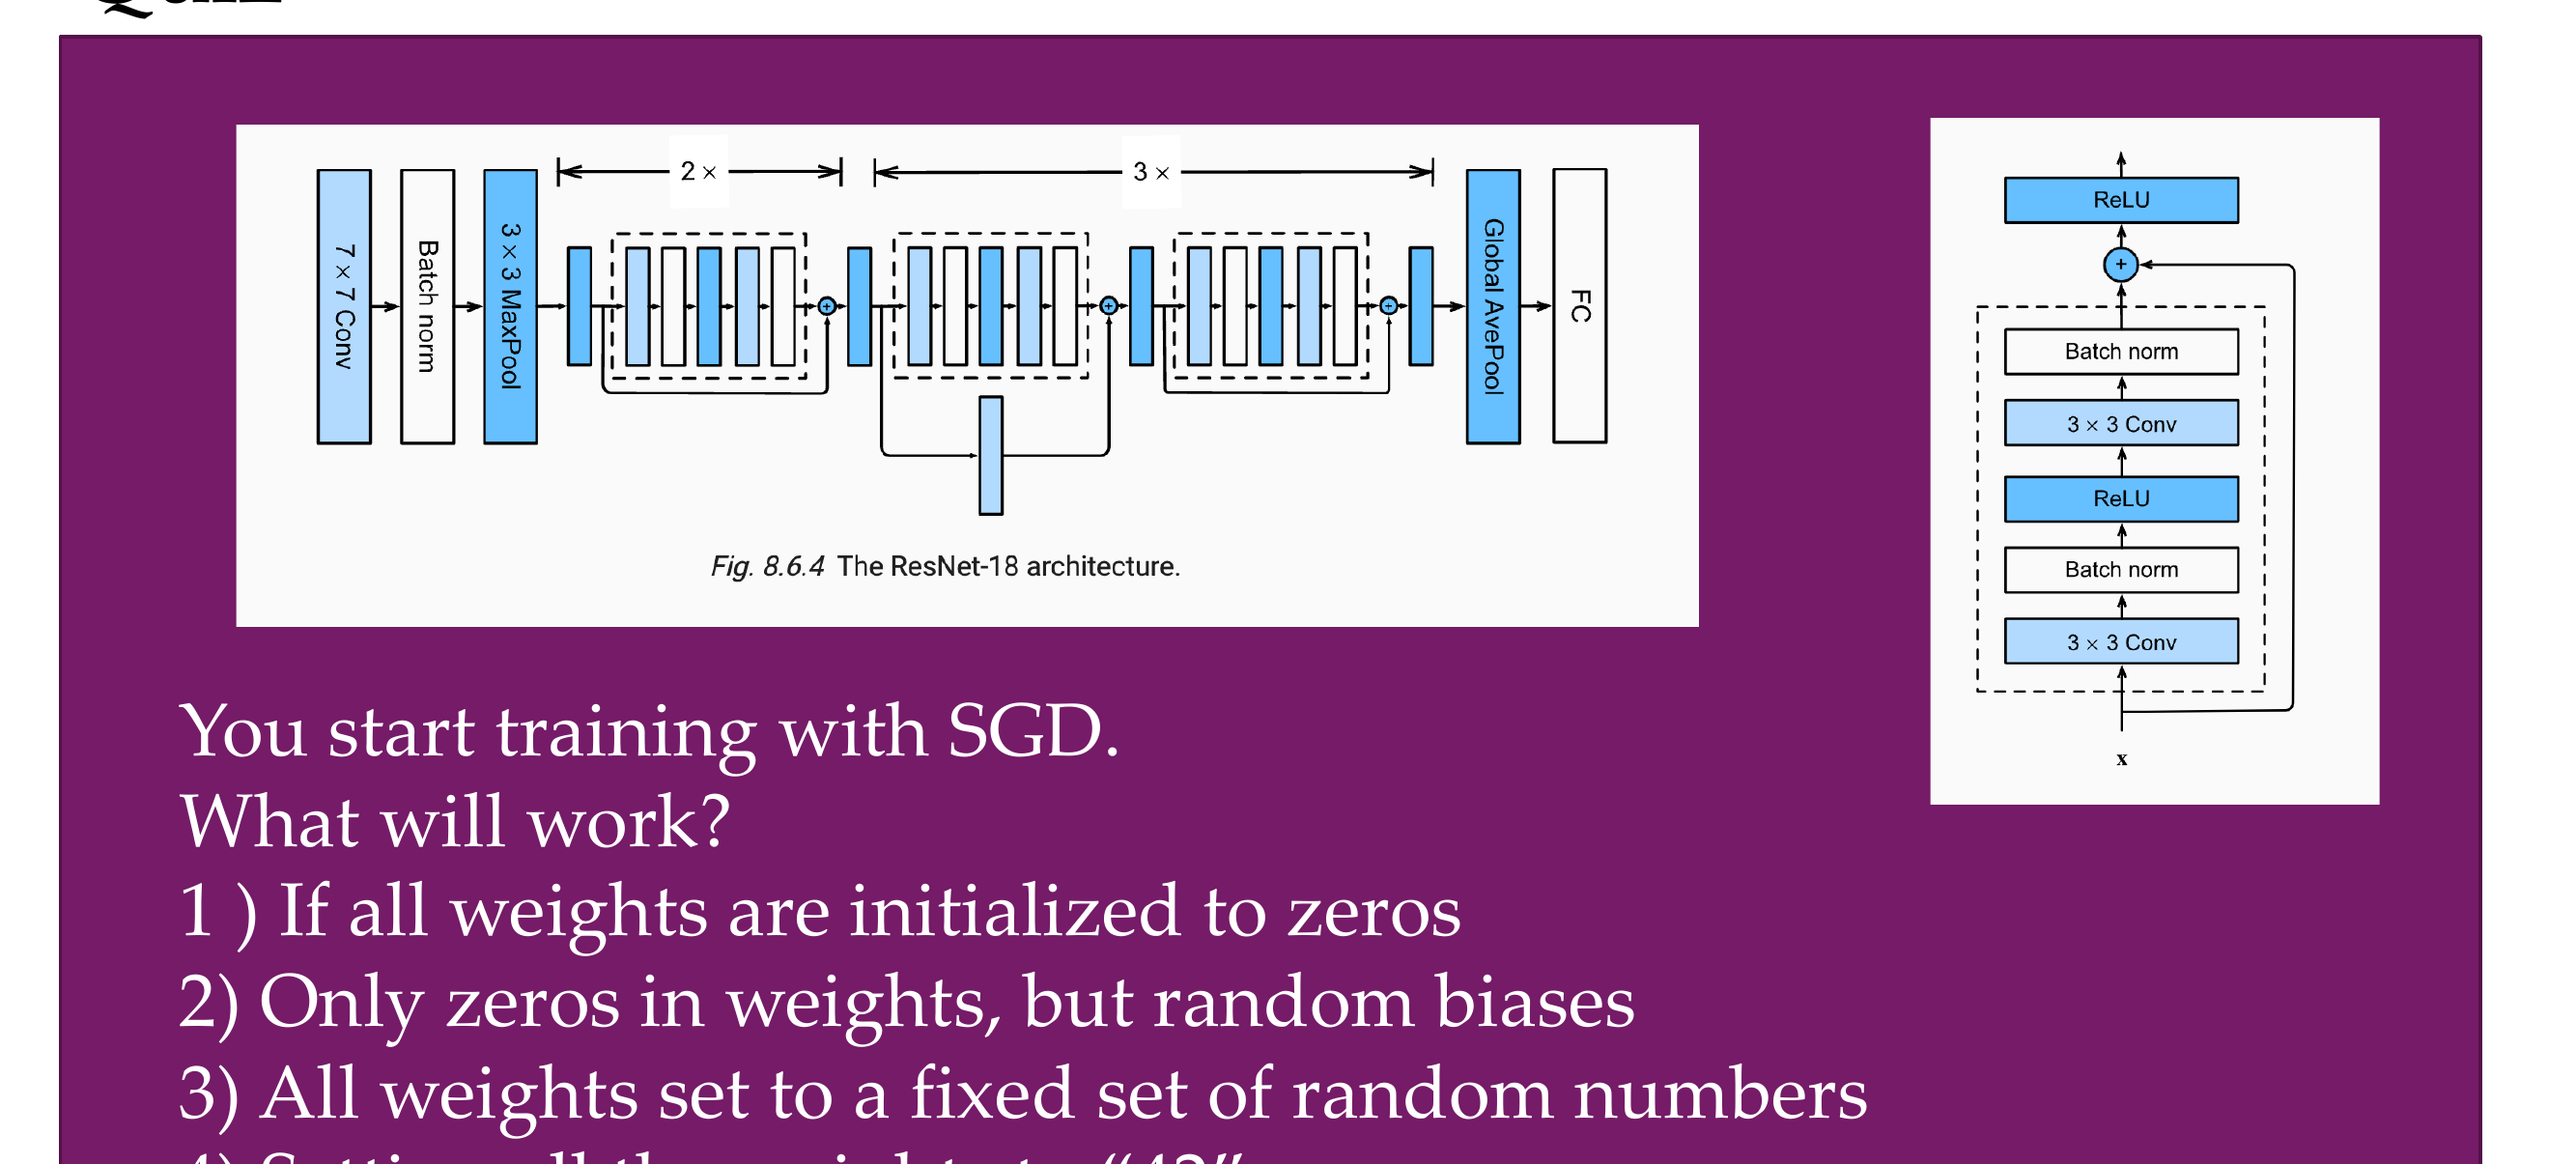 2 ×
3 ×
7 × 7 Conv
Batch norm
3 × 3 MaxPool
Global AvePool
FC
Fig. 8.6.4 The ResNet-18 architecture.
ReLU
+
Batch norm
3 × 3 Conv
ReLU
Batch norm
3 × 3 Conv
x
You start training with SGD.
What will work?
1 ) If all weights are initialized to zeros
2) Only zeros in weights, but random biases
3) All weights set to a fixed set of random numbers